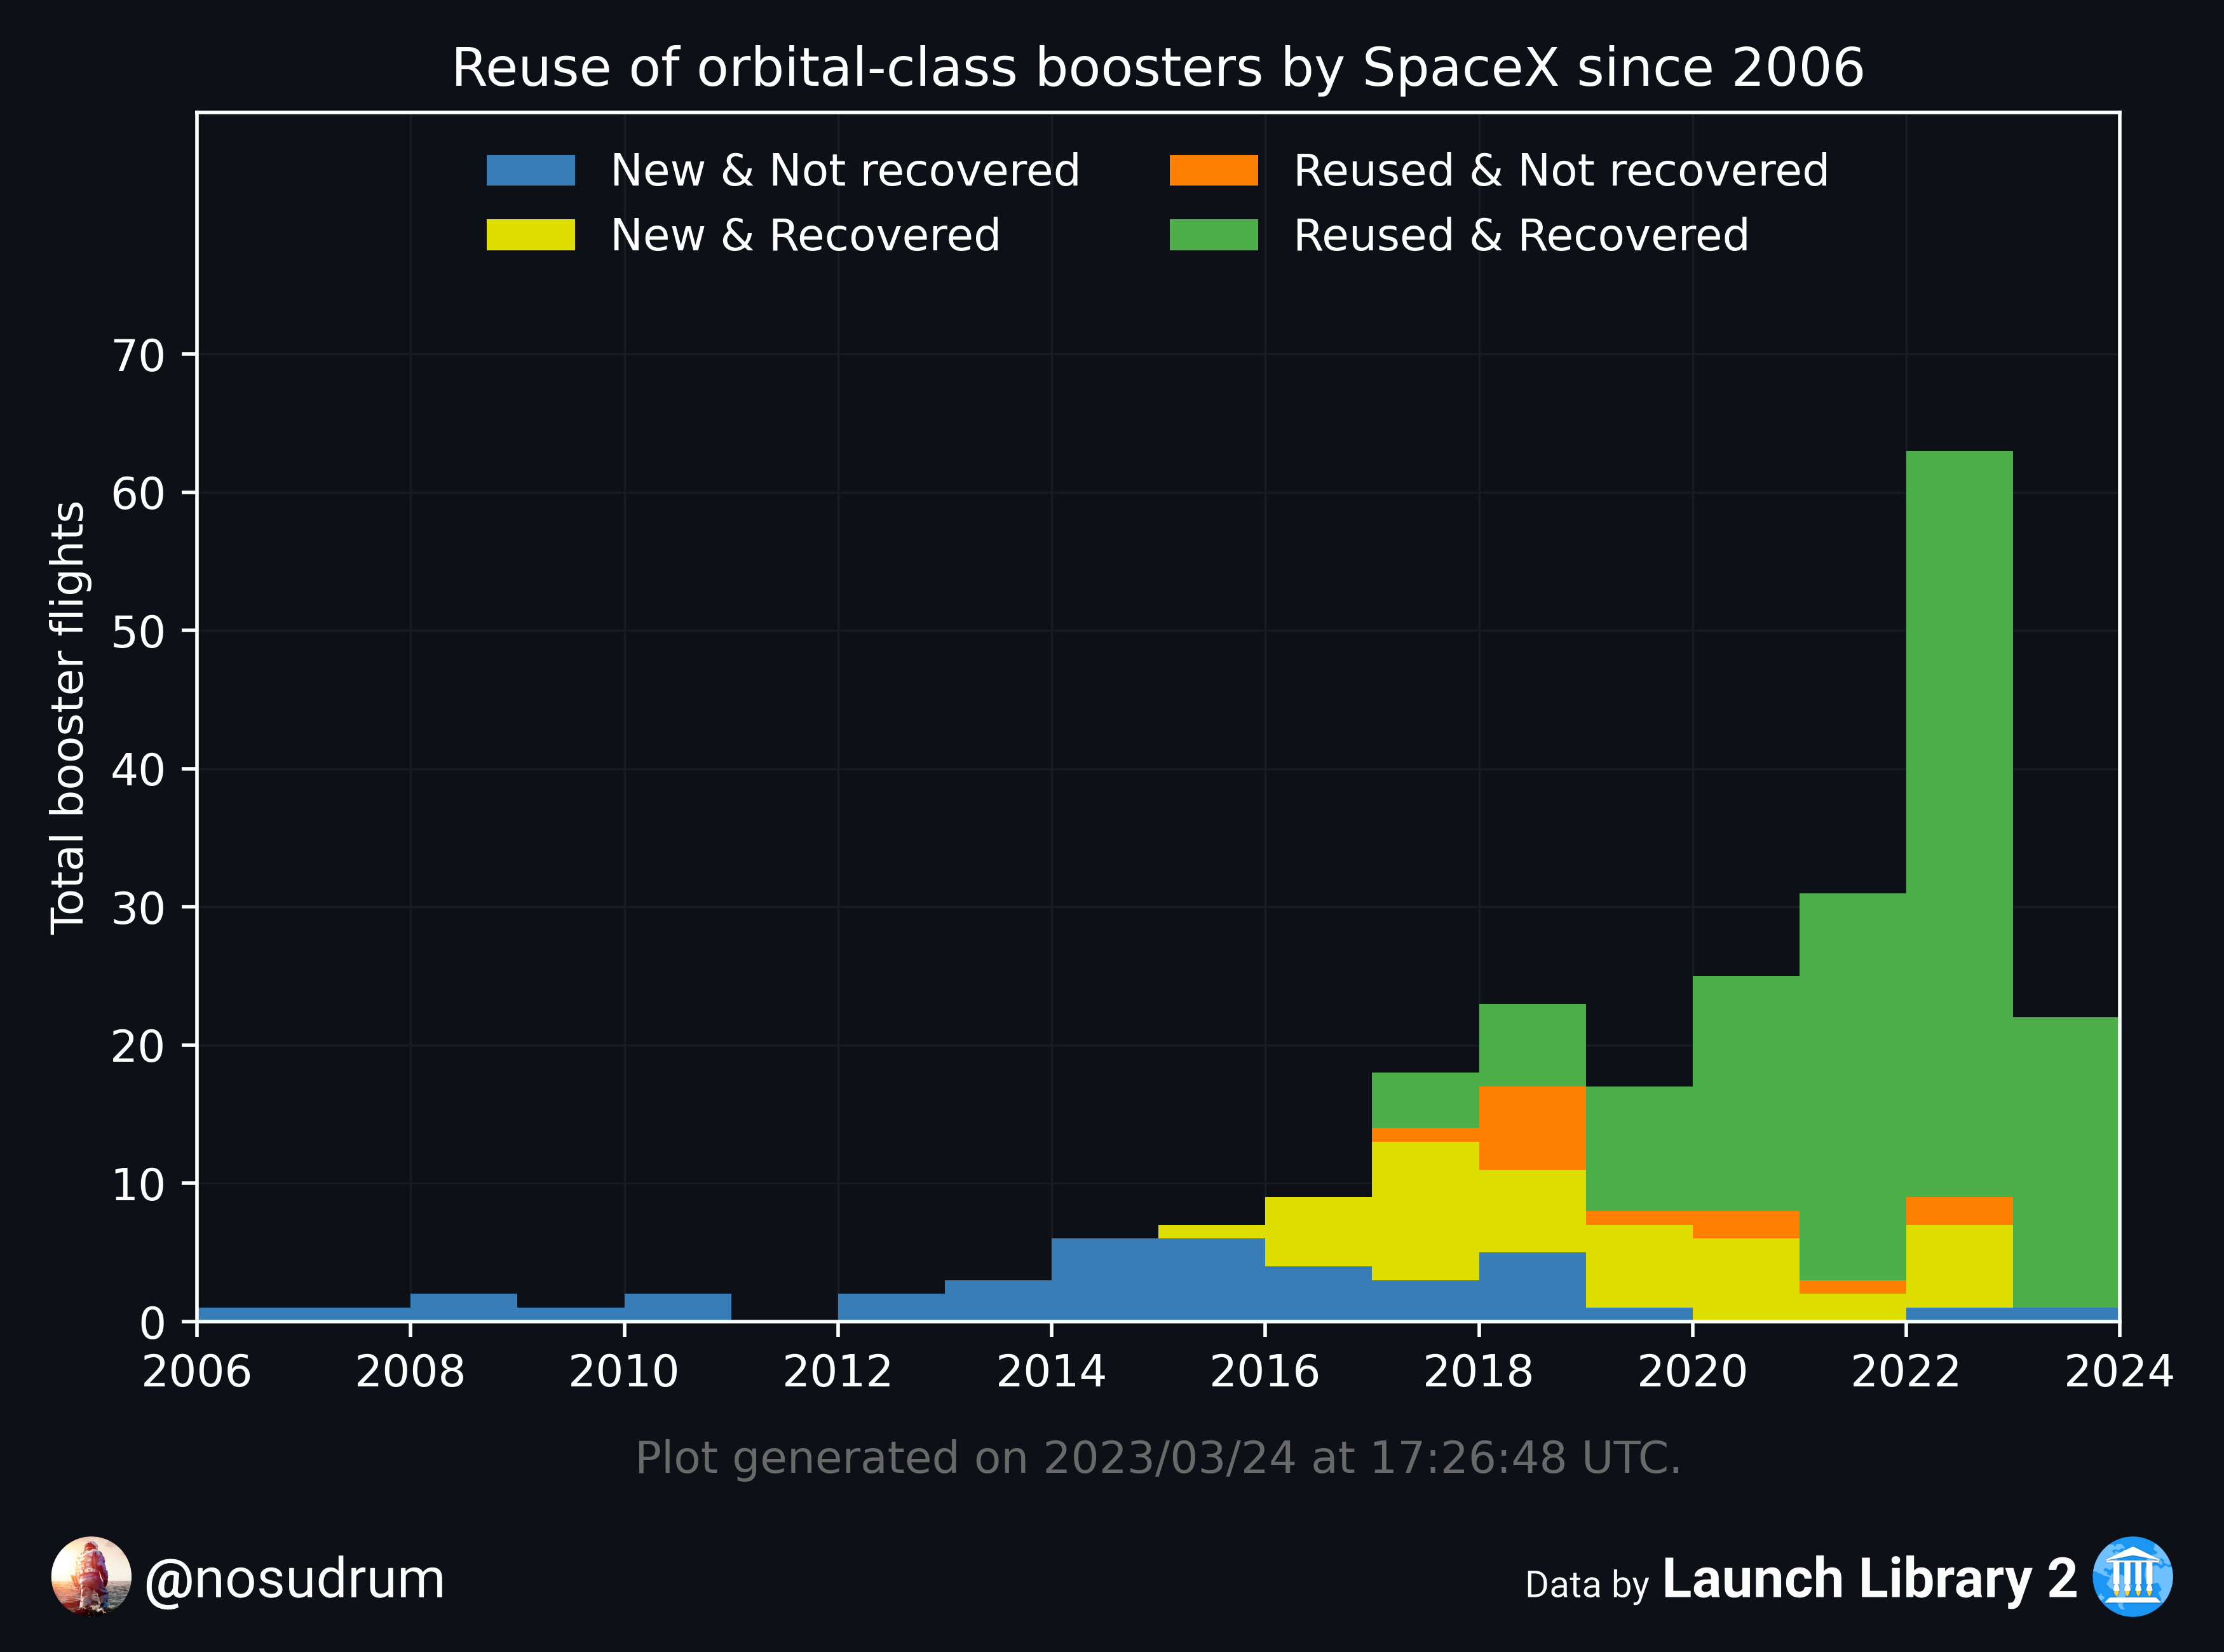 Reuse of orbital-class boosters by SpaceX since 2006
New & Not recovered
New & Recovered
Reused & Not recovered
Reused & Recovered
Total booster flights
70
60
50
40
30
20
10
0
2006 2008 2010 2012 2014 2016 2018 2020 2022 2024
Plot generated on 2023/03/24 at 17:26:48 UTC.
@nosudrum
Data by Launch Library 2